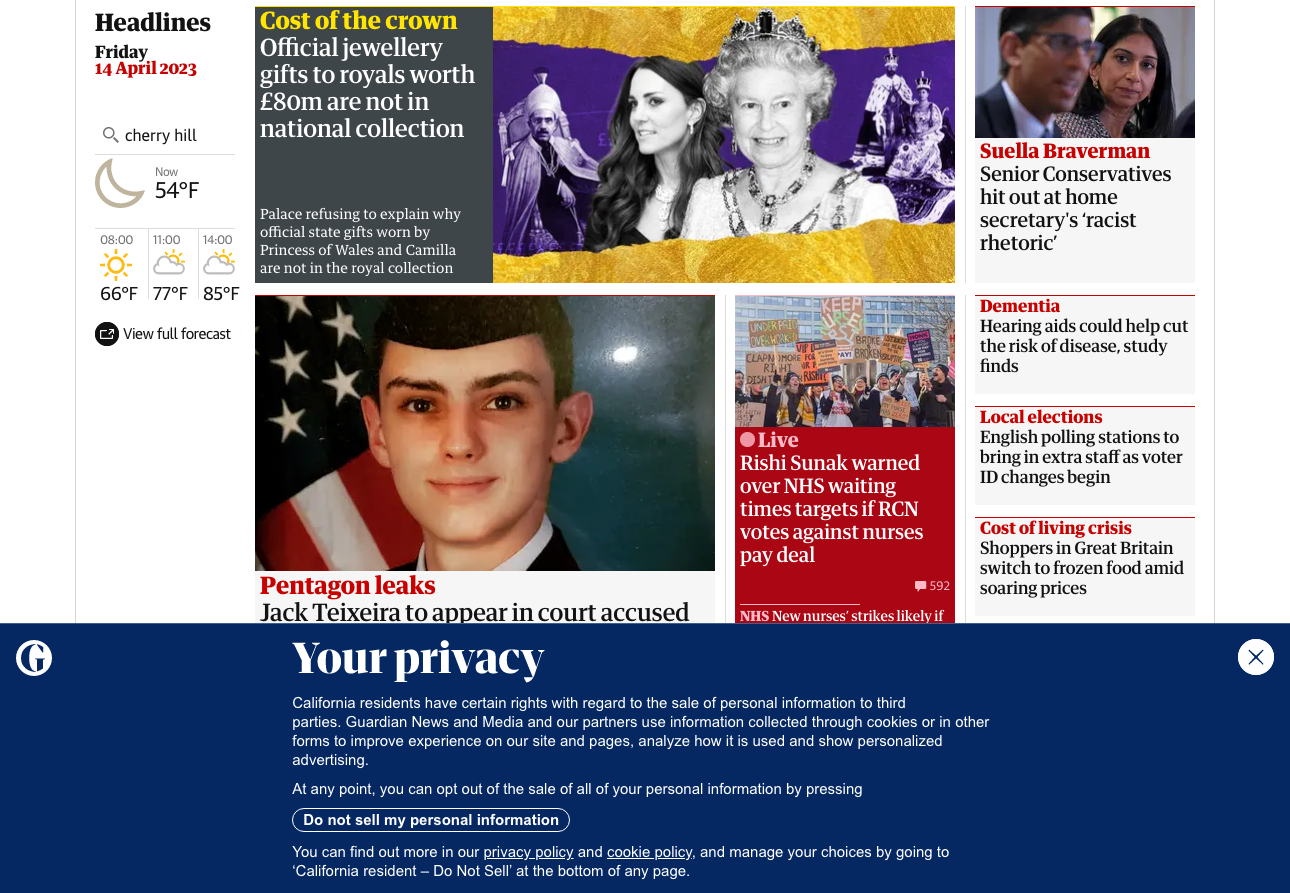 Headlines
Friday
14 April 2023
cherry hill
Now
54°F
08:00
11:00
14:00
66°F
77°F
85°F
View full forecast
Cost of the crown
Official jewellery
gifts to royals worth
£80m are not in
national collection
Palace refusing to explain why
official state gifts worn by
Princess of Wales and Camilla
are not in the royal collection
Suella Braverman
Senior Conservatives
hit out at home
secretary's ‘racist
rhetoric’
Pentagon leaks
Jack Teixeira to appear in court accused
KEEP
NURSES
UNDERPAID
OVERWORKED
BROKE
BROKEN
PAY!
Live
Rishi Sunak warned
over NHS waiting
times targets if RCN
votes against nurses
pay deal
592
NHS New nurses’ strikes likely if
Dementia
Hearing aids could help cut
the risk of disease, study
finds
Local elections
English polling stations to
bring in extra staff as voter
ID changes begin
Cost of living crisis
Shoppers in Great Britain
switch to frozen food amid
soaring prices
G
Your privacy
California residents have certain rights with regard to the sale of personal information to third
parties. Guardian News and Media and our partners use information collected through cookies or in other
forms to improve experience on our site and pages, analyze how it is used and show personalized
advertising.
At any point, you can opt out of the sale of all of your personal information by pressing
Do not sell my personal information
You can find out more in our privacy policy and cookie policy, and manage your choices by going to
‘California resident – Do Not Sell’ at the bottom of any page.